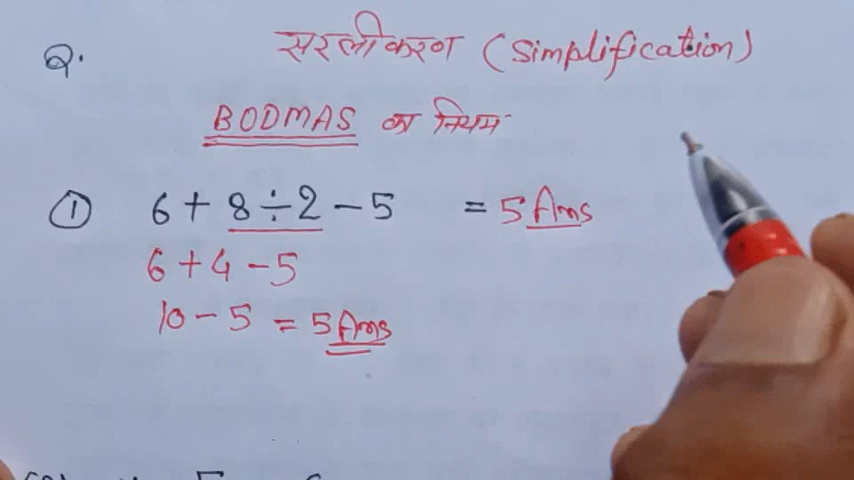 Q. सरलीकरण (Simplification)
BODMAS का नियम
① 6 + 8 ÷ 2 - 5 = 5 Ans
6 + 4 - 5
10 - 5 = 5 Ans